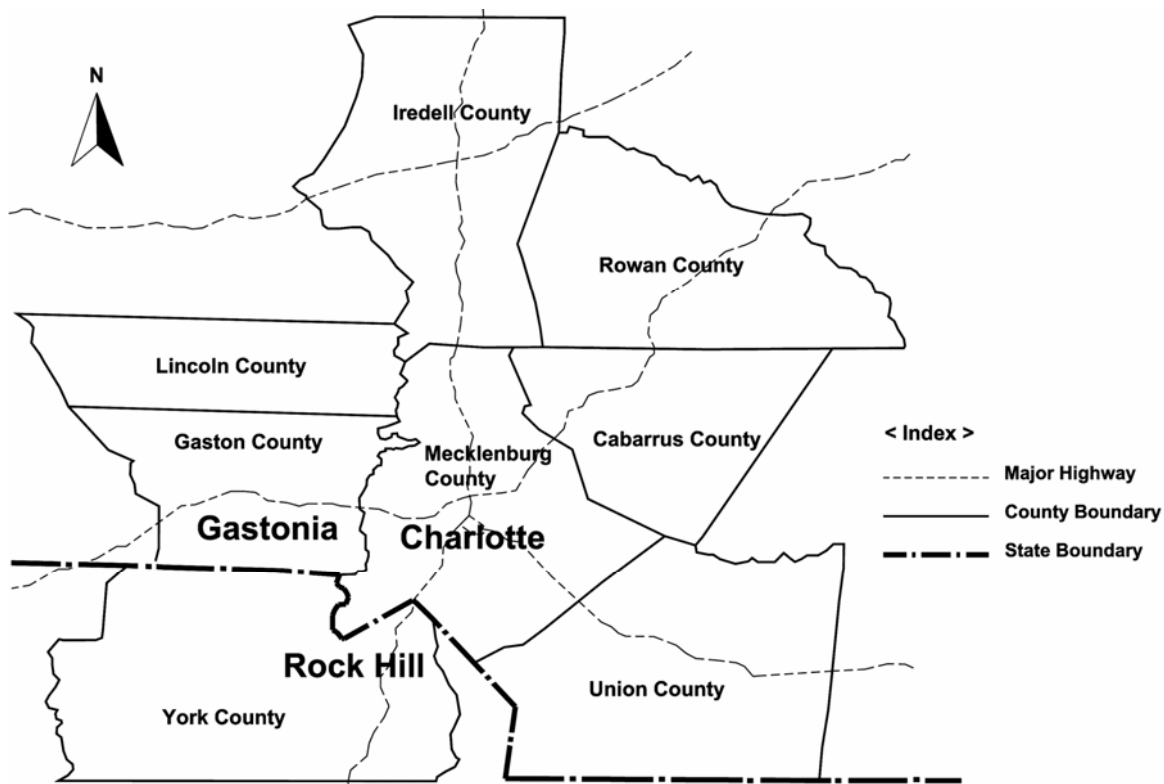 N
Iredell County
Rowan County
Lincoln County
Gaston County
Mecklenburg
County
Cabarrus County
< Index >
Major Highway
County Boundary
State Boundary
Gastonia
Charlotte
Rock Hill
Union County
York County